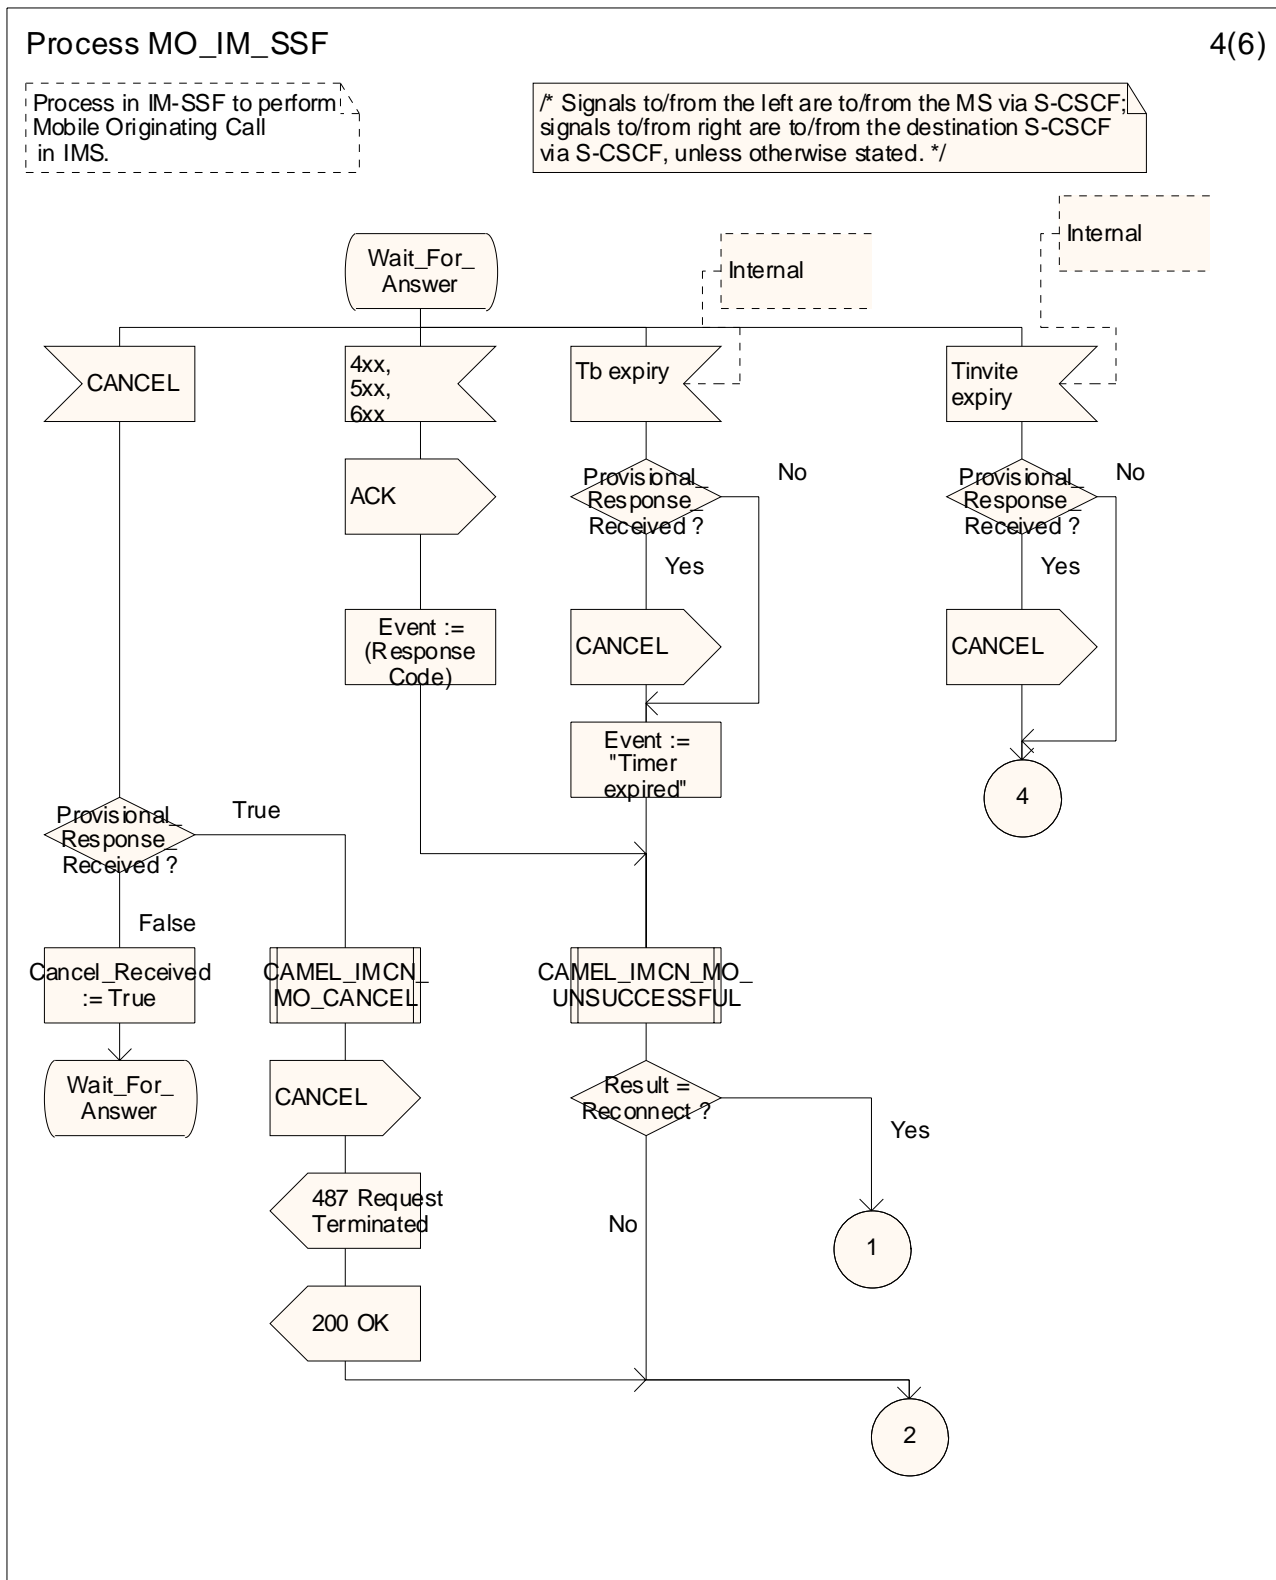 Process MO_IM_SSF
4(6)
Process in IM-SSF to perform
Mobile Originating Call
in IMS.
/* Signals to/from the left are to/from the MS via S-CSCF;
signals to/from right are to/from the destination S-CSCF
via S-CSCF, unless otherwise stated. */
Wait_For_
Answer
Internal
Internal
CANCEL
4xx,
5xx,
6xx
Tb expiry
Tinvite
expiry
ACK
Provisional_
Response_
Received ?
No
Yes
Provisional_
Response_
Received ?
No
Yes
Event :=
(Response
Code)
CANCEL
CANCEL
Event :=
"Timer
expired"
4
Provisional_
Response_
Received ?
True
False
Cancel_Received
:= True
CAMEL_IMCN_
MO_CANCEL
CAMEL_IMCN_MO_
UNSUCCESSFUL
Wait_For_
Answer
CANCEL
Result =
Reconnect ?
Yes
487 Request
Terminated
No
1
200 OK
2